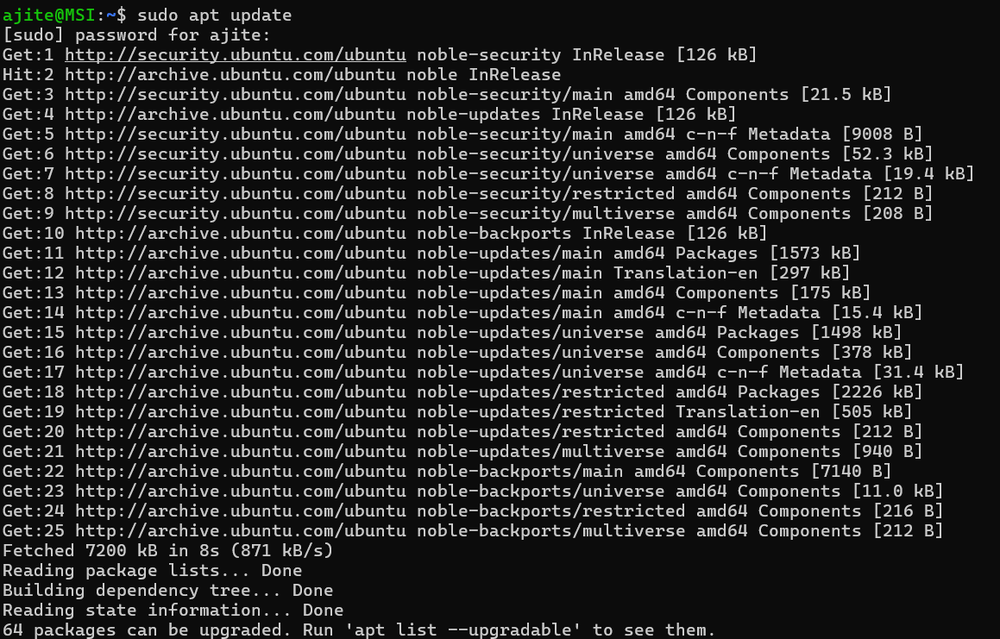 ajite@MSI:~$ sudo apt update
[sudo] password for ajite:
Get:1 http://security.ubuntu.com/ubuntu noble-security InRelease [126 kB]
Hit:2 http://archive.ubuntu.com/ubuntu noble InRelease
Get:3 http://security.ubuntu.com/ubuntu noble-security/main amd64 Components [21.5 kB]
Get:4 http://archive.ubuntu.com/ubuntu noble-updates InRelease [126 kB]
Get:5 http://security.ubuntu.com/ubuntu noble-security/main amd64 c-n-f Metadata [9008 B]
Get:6 http://security.ubuntu.com/ubuntu noble-security/universe amd64 Components [52.3 kB]
Get:7 http://security.ubuntu.com/ubuntu noble-security/universe amd64 c-n-f Metadata [19.4 kB]
Get:8 http://security.ubuntu.com/ubuntu noble-security/restricted amd64 Components [212 B]
Get:9 http://security.ubuntu.com/ubuntu noble-security/multiverse amd64 Components [208 B]
Get:10 http://archive.ubuntu.com/ubuntu noble-backports InRelease [126 kB]
Get:11 http://archive.ubuntu.com/ubuntu noble-updates/main amd64 Packages [1573 kB]
Get:12 http://archive.ubuntu.com/ubuntu noble-updates/main Translation-en [297 kB]
Get:13 http://archive.ubuntu.com/ubuntu noble-updates/main amd64 Components [175 kB]
Get:14 http://archive.ubuntu.com/ubuntu noble-updates/main amd64 c-n-f Metadata [15.4 kB]
Get:15 http://archive.ubuntu.com/ubuntu noble-updates/universe amd64 Packages [1498 kB]
Get:16 http://archive.ubuntu.com/ubuntu noble-updates/universe amd64 Components [378 kB]
Get:17 http://archive.ubuntu.com/ubuntu noble-updates/universe amd64 c-n-f Metadata [31.4 kB]
Get:18 http://archive.ubuntu.com/ubuntu noble-updates/restricted amd64 Packages [2226 kB]
Get:19 http://archive.ubuntu.com/ubuntu noble-updates/restricted Translation-en [505 kB]
Get:20 http://archive.ubuntu.com/ubuntu noble-updates/restricted amd64 Components [212 B]
Get:21 http://archive.ubuntu.com/ubuntu noble-updates/multiverse amd64 Components [940 B]
Get:22 http://archive.ubuntu.com/ubuntu noble-backports/main amd64 Components [7140 B]
Get:23 http://archive.ubuntu.com/ubuntu noble-backports/universe amd64 Components [11.0 kB]
Get:24 http://archive.ubuntu.com/ubuntu noble-backports/restricted amd64 Components [216 B]
Get:25 http://archive.ubuntu.com/ubuntu noble-backports/multiverse amd64 Components [212 B]
Fetched 7200 kB in 8s (871 kB/s)
Reading package lists... Done
Building dependency tree... Done
Reading state information... Done
64 packages can be upgraded. Run 'apt list --upgradable' to see them.